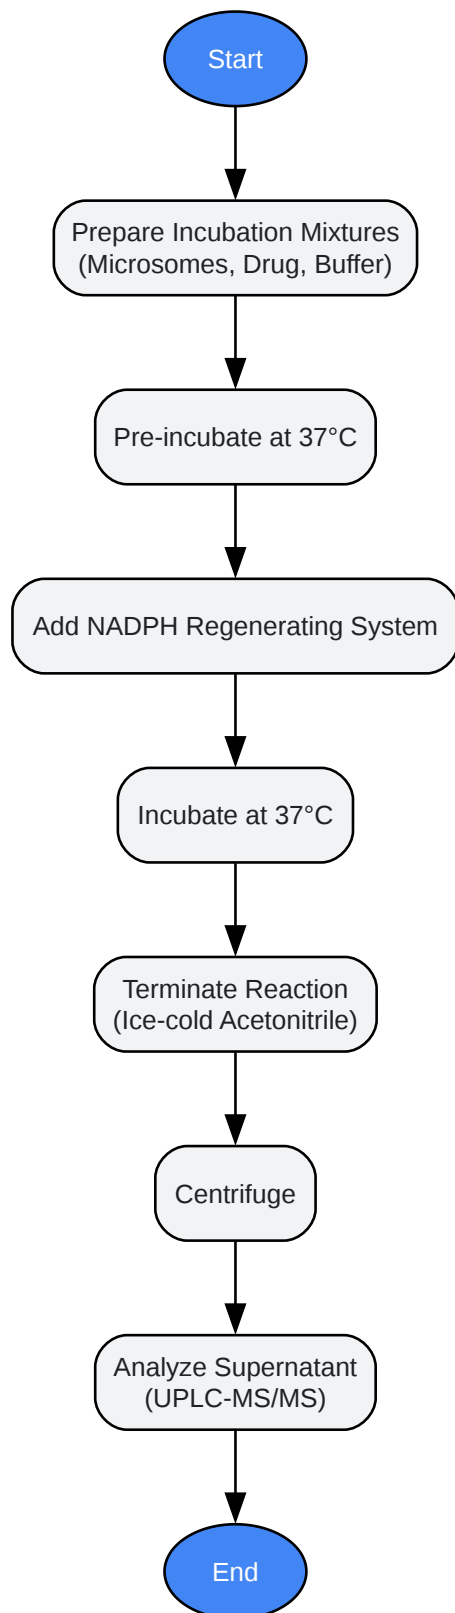 Start
Prepare Incubation Mixtures
(Microsomes, Drug, Buffer)
Pre-incubate at 37°C
Add NADPH Regenerating System
Incubate at 37°C
Terminate Reaction
(Ice-cold Acetonitrile)
Centrifuge
Analyze Supernatant
(UPLC-MS/MS)
End